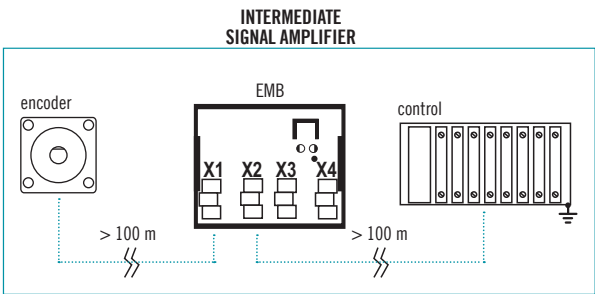 INTERMEDIATE
SIGNAL AMPLIFIER
encoder
EMB
control
X1 X2 X3 X4
> 100 m
> 100 m